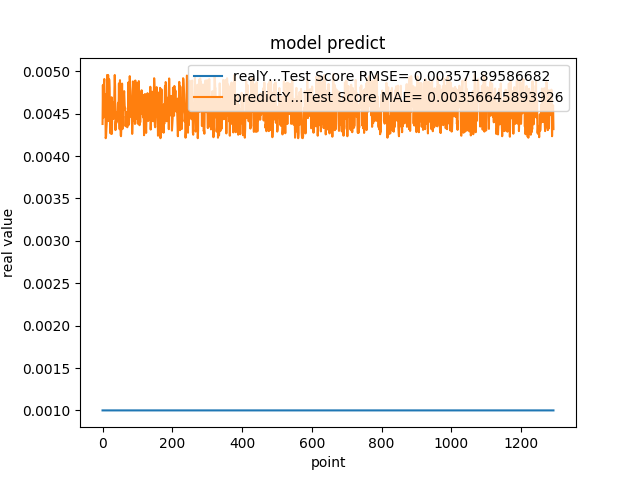 model predict
realY...Test Score RMSE= 0.00357189586682
predictY...Test Score MAE= 0.00356645893926
0.0050
0.0045
0.0040
0.0035
0.0030
0.0025
0.0020
0.0015
0.0010
real value
0 200 400 600 800 1000 1200
point